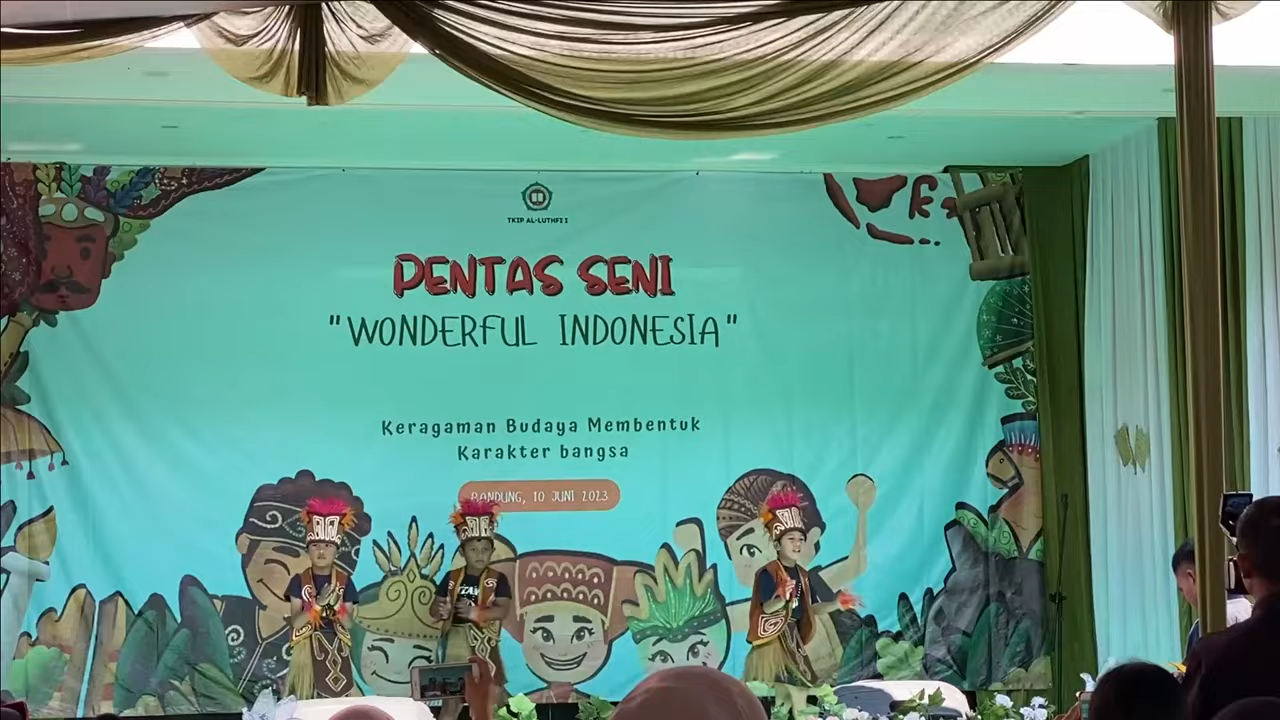 TKIP AL-LUTHFI I
PENTAS SENI
"WONDERFUL INDONESIA"
Keragaman Budaya Membentuk
Karakter bangsa
BANDUNG, 10 JUNI 2023